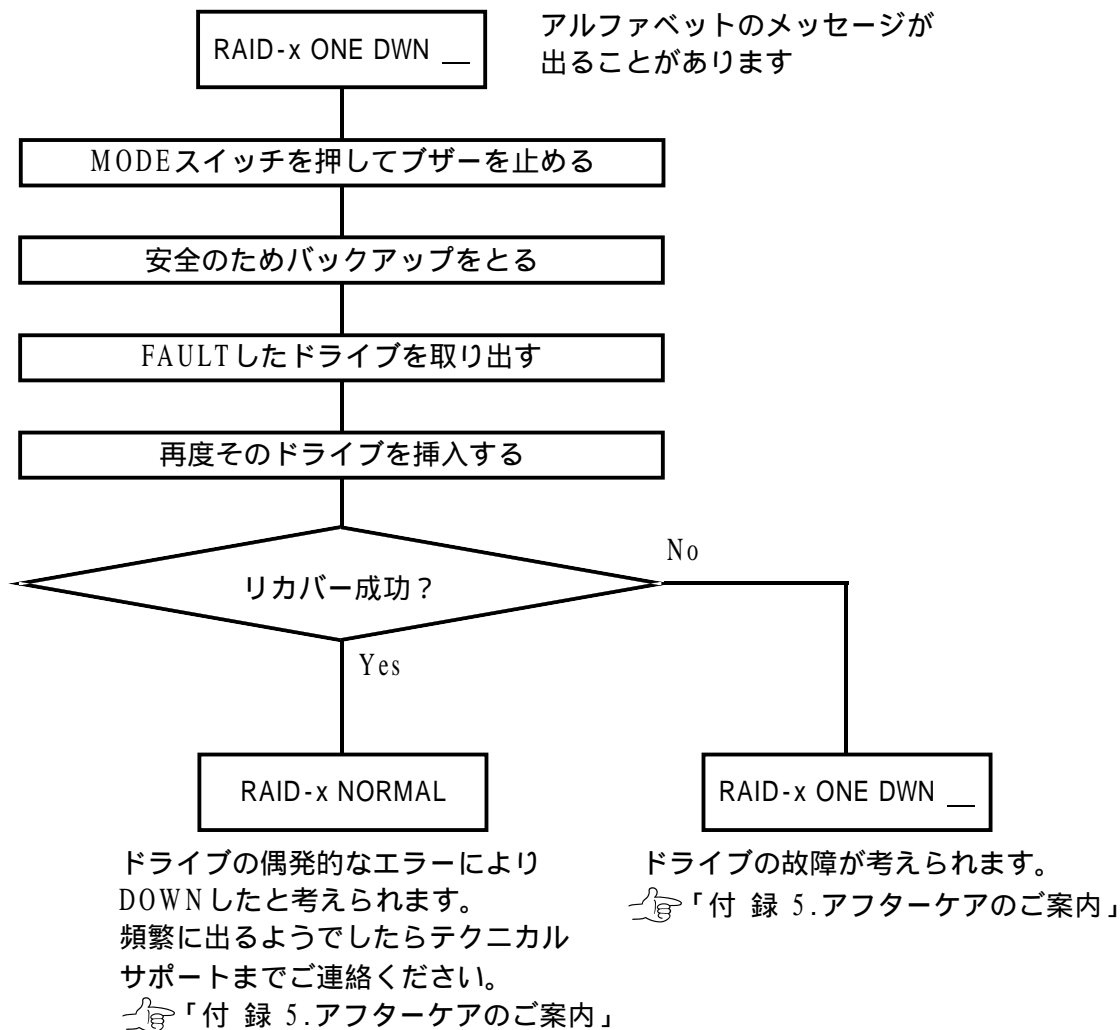 RAID-x ONE DWN __
アルファベットのメッセージが
出ることがあります
MODEスイッチを押してブザーを止める
安全のためバックアップをとる
FAULTしたドライブを取り出す
再度そのドライブを挿入する
リカバー成功？
No
Yes
RAID-x NORMAL
ドライブの偶発的なエラーにより
DOWNしたと考えられます。
頻繁に出るようでしたらテクニカル
サポートまでご連絡ください。
「付 録 5.アフターケアのご案内」
RAID-x ONE DWN __
ドライブの故障が考えられます。
「付 録 5.アフターケアのご案内」